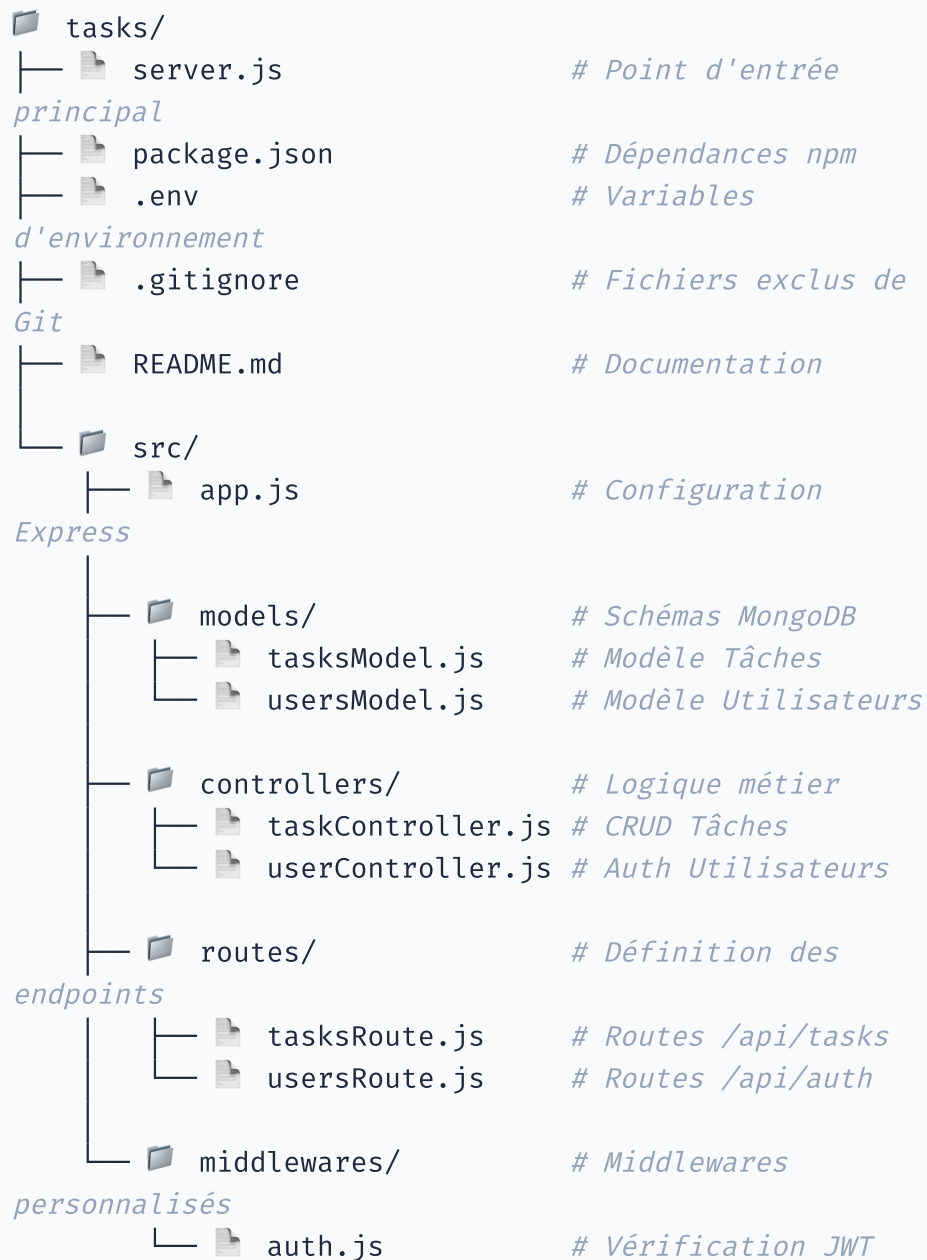 tasks/
├── server.js # Point d'entrée
principal
├── package.json # Dépendances npm
├── .env # Variables
d'environnement
├── .gitignore # Fichiers exclus de
Git
├── README.md # Documentation
│
└── src/
├── app.js # Configuration
Express
│
├── models/ # Schémas MongoDB
│ ├── tasksModel.js # Modèle Tâches
│ └── usersModel.js # Modèle Utilisateurs
│
├── controllers/ # Logique métier
│ ├── taskController.js # CRUD Tâches
│ └── userController.js # Auth Utilisateurs
│
├── routes/ # Définition des
endpoints
│ ├── tasksRoute.js # Routes /api/tasks
│ └── usersRoute.js # Routes /api/auth
│
└── middlewares/ # Middlewares
personnalisés
└── auth.js # Vérification JWT